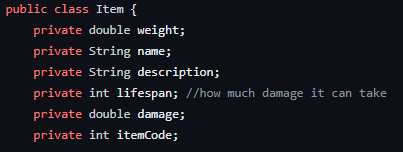 public class Item {
private double weight;
private String name;
private String description;
private int lifespan; //how much damage it can take
private double damage;
private int itemCode;